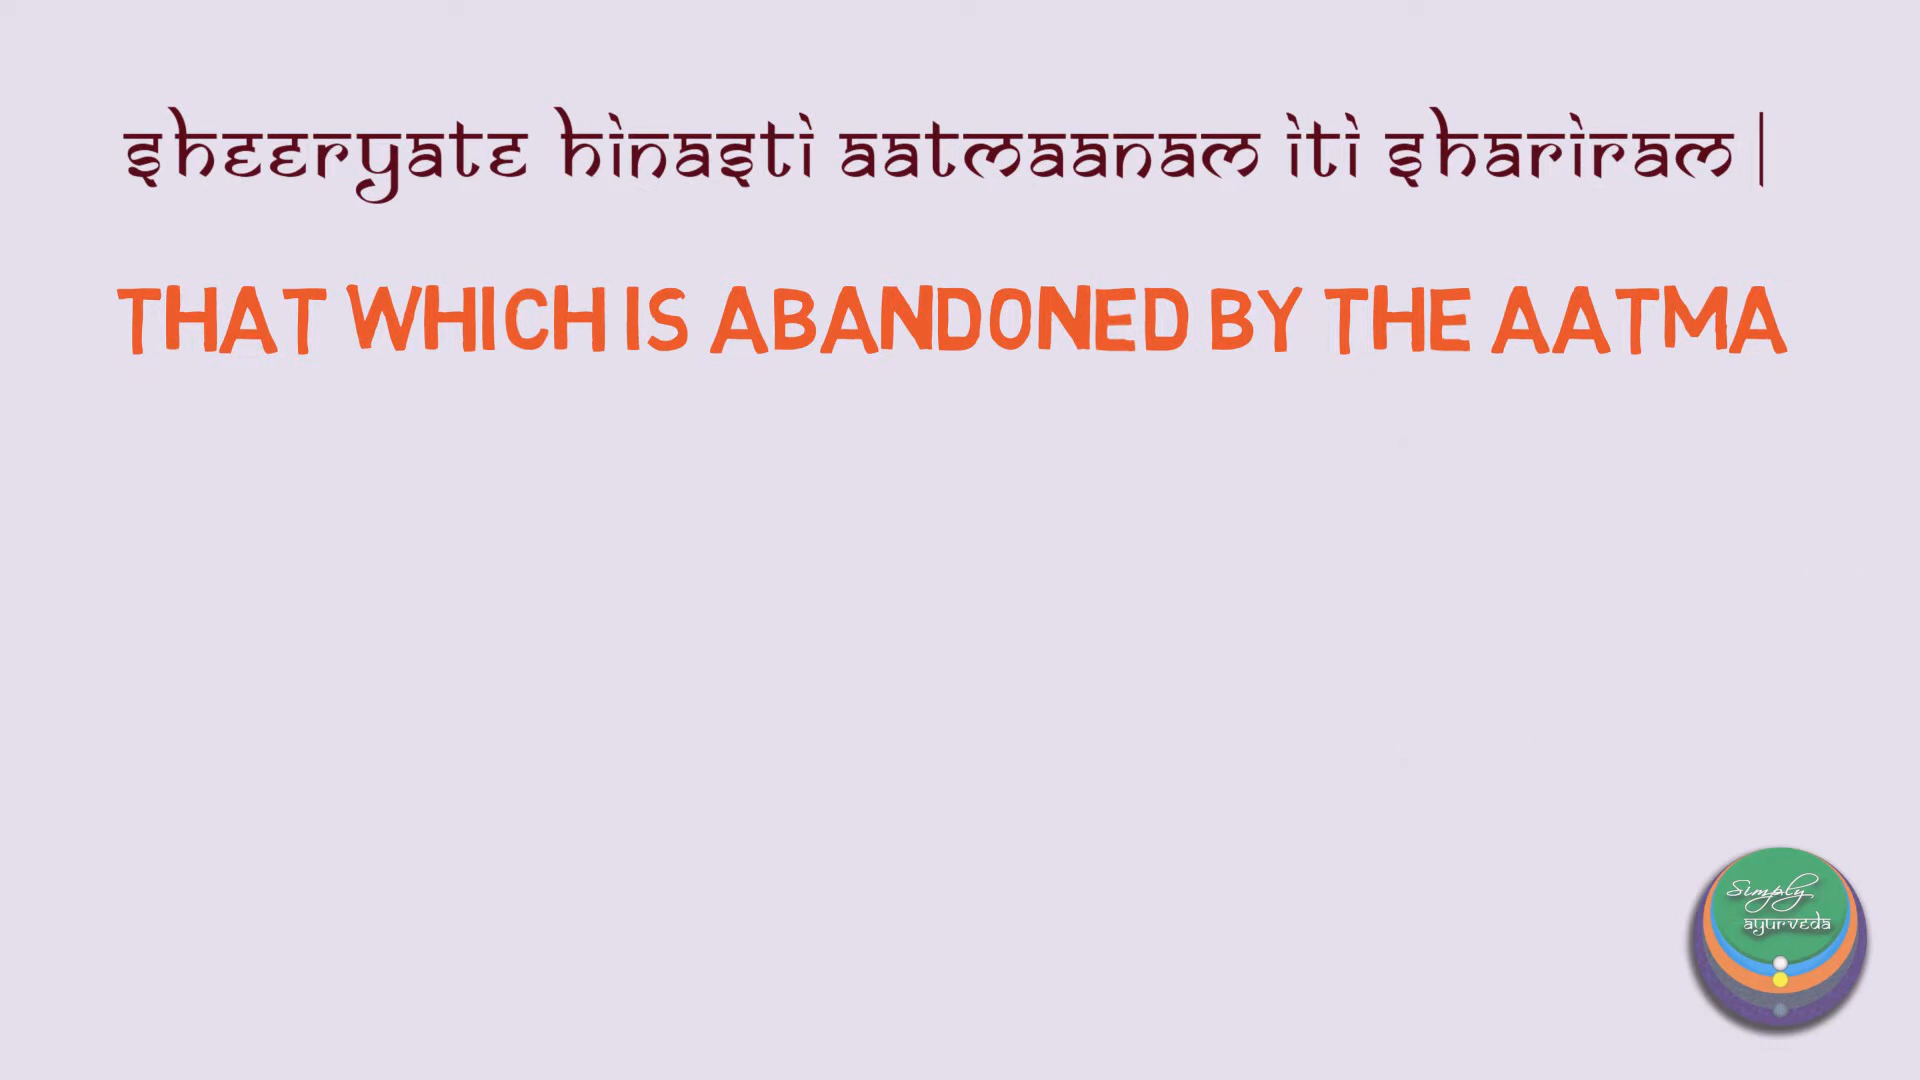 sheeryate hinasti aatmaanam iti shariram|
THAT WHICH IS ABANDONED BY THE AATMA
Simply
ayurveda